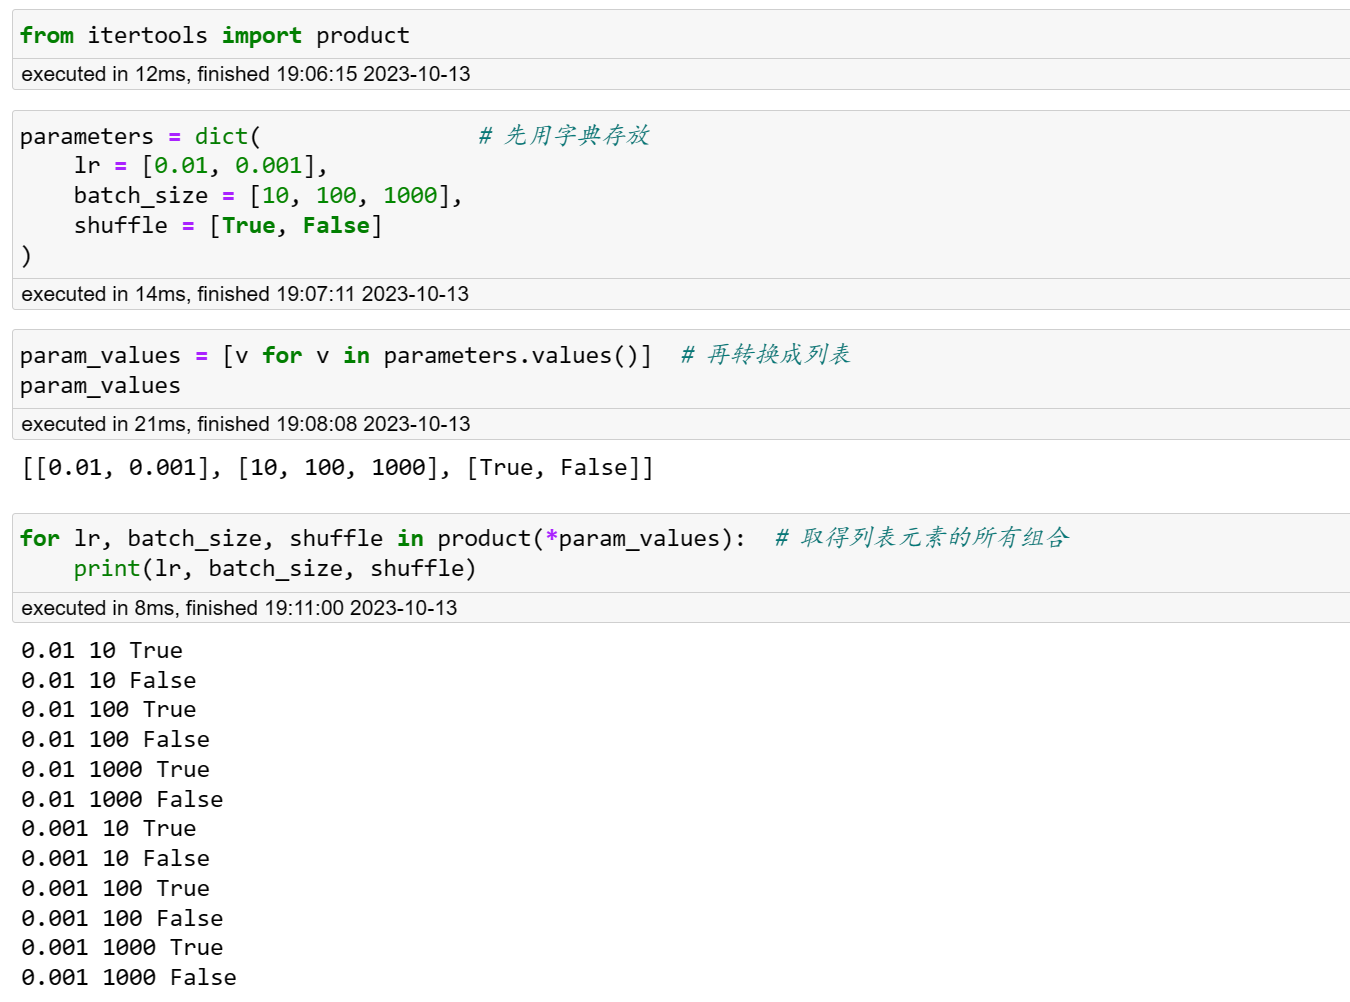 from itertools import product
executed in 12ms, finished 19:06:15 2023-10-13
parameters = dict(                # 先用字典存放
    lr = [0.01, 0.001],
    batch_size = [10, 100, 1000],
    shuffle = [True, False]
)
executed in 14ms, finished 19:07:11 2023-10-13
param_values = [v for v in parameters.values()]  # 再转换成列表
param_values
executed in 21ms, finished 19:08:08 2023-10-13
[[0.01, 0.001], [10, 100, 1000], [True, False]]
for lr, batch_size, shuffle in product(*param_values):  # 取得列表元素的所有组合
    print(lr, batch_size, shuffle)
executed in 8ms, finished 19:11:00 2023-10-13
0.01 10 True
0.01 10 False
0.01 100 True
0.01 100 False
0.01 1000 True
0.01 1000 False
0.001 10 True
0.001 10 False
0.001 100 True
0.001 100 False
0.001 1000 True
0.001 1000 False